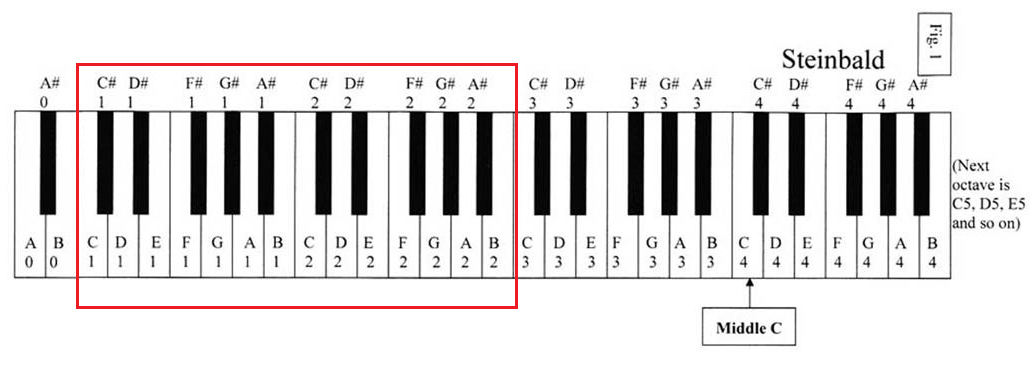 Fig. 1
Steinbald
A# C# D# F# G# A# C# D# F# G# A# C# D# F# G# A# C# D# F# G# A#
0 1 1 1 1 1 2 2 2 2 2 3 3 3 3 3 4 4 4 4 4
(Next
octave is
C5, D5, E5
and so on)
A B C D E F G A B C D E F G A B C D E F G A B C D E F G A B
0 0 1 1 1 1 1 1 1 2 2 2 2 2 2 2 3 3 3 3 3 3 3 4 4 4 4 4 4 4
Middle C